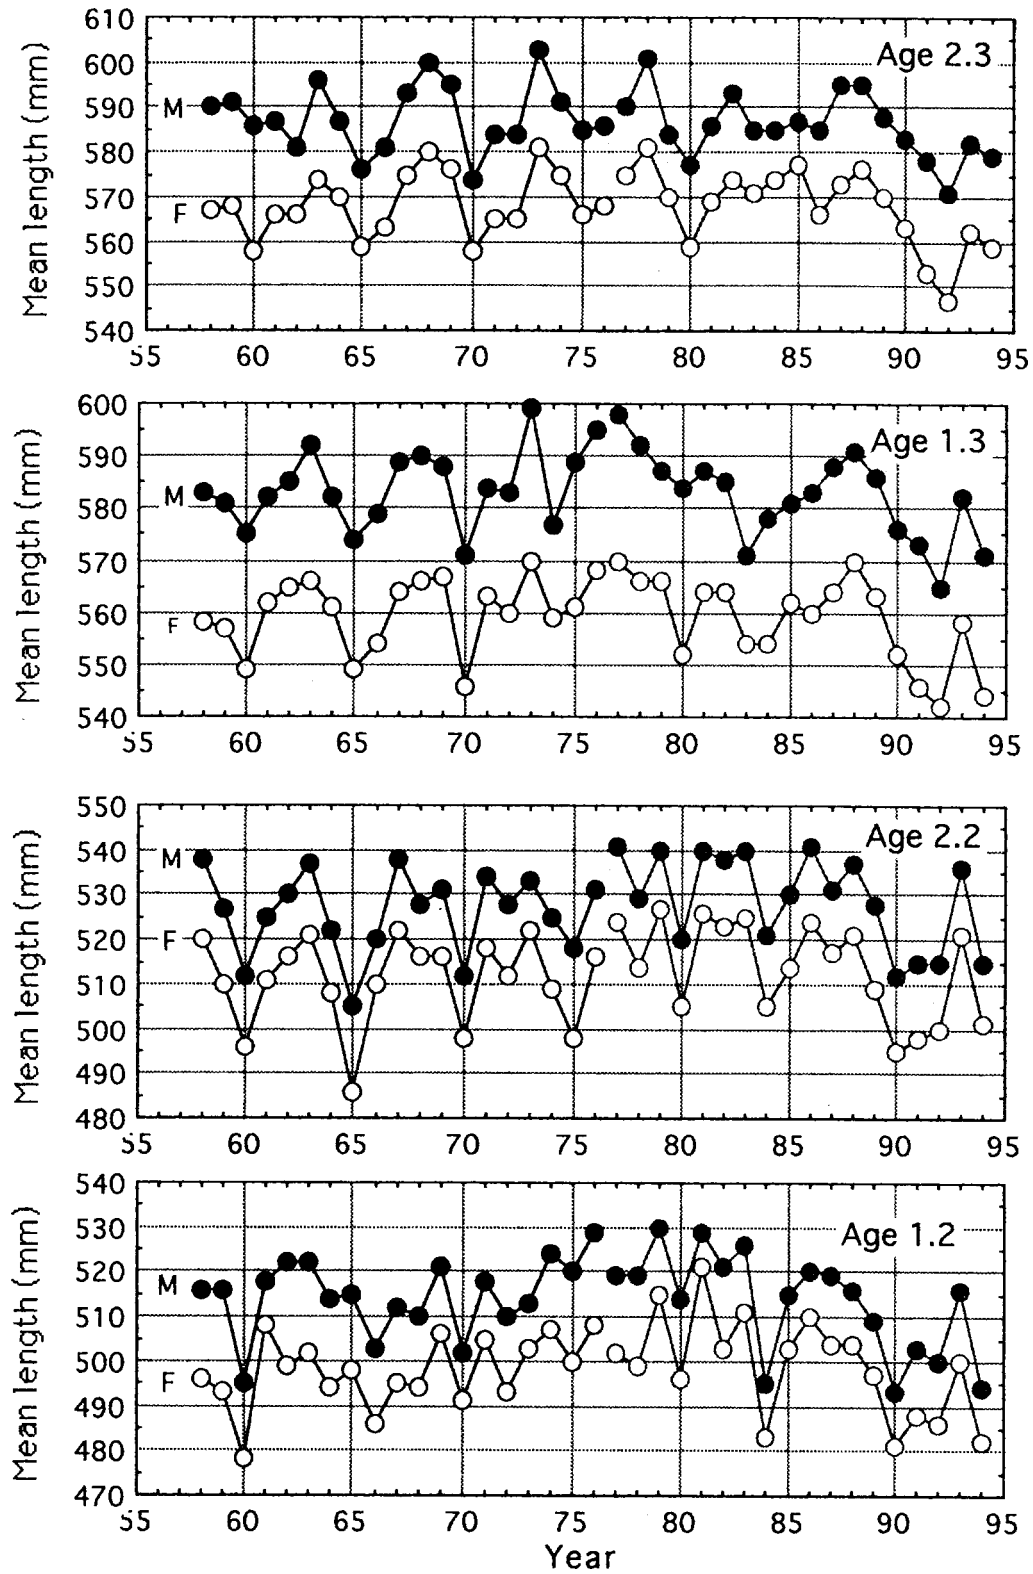 610
600
590
580
570
560
550
540
Mean length (mm)
Age 2.3
M
F
55 60 65 70 75 80 85 90 95
600
590
580
570
560
550
540
Mean length (mm)
Age 1.3
M
F
55 60 65 70 75 80 85 90 95
550
540
530
520
510
500
490
480
Mean length (mm)
Age 2.2
M
F
55 60 65 70 75 80 85 90 95
540
530
520
510
500
490
480
470
Mean length (mm)
Age 1.2
M
F
55 60 65 70 75 80 85 90 95
Year